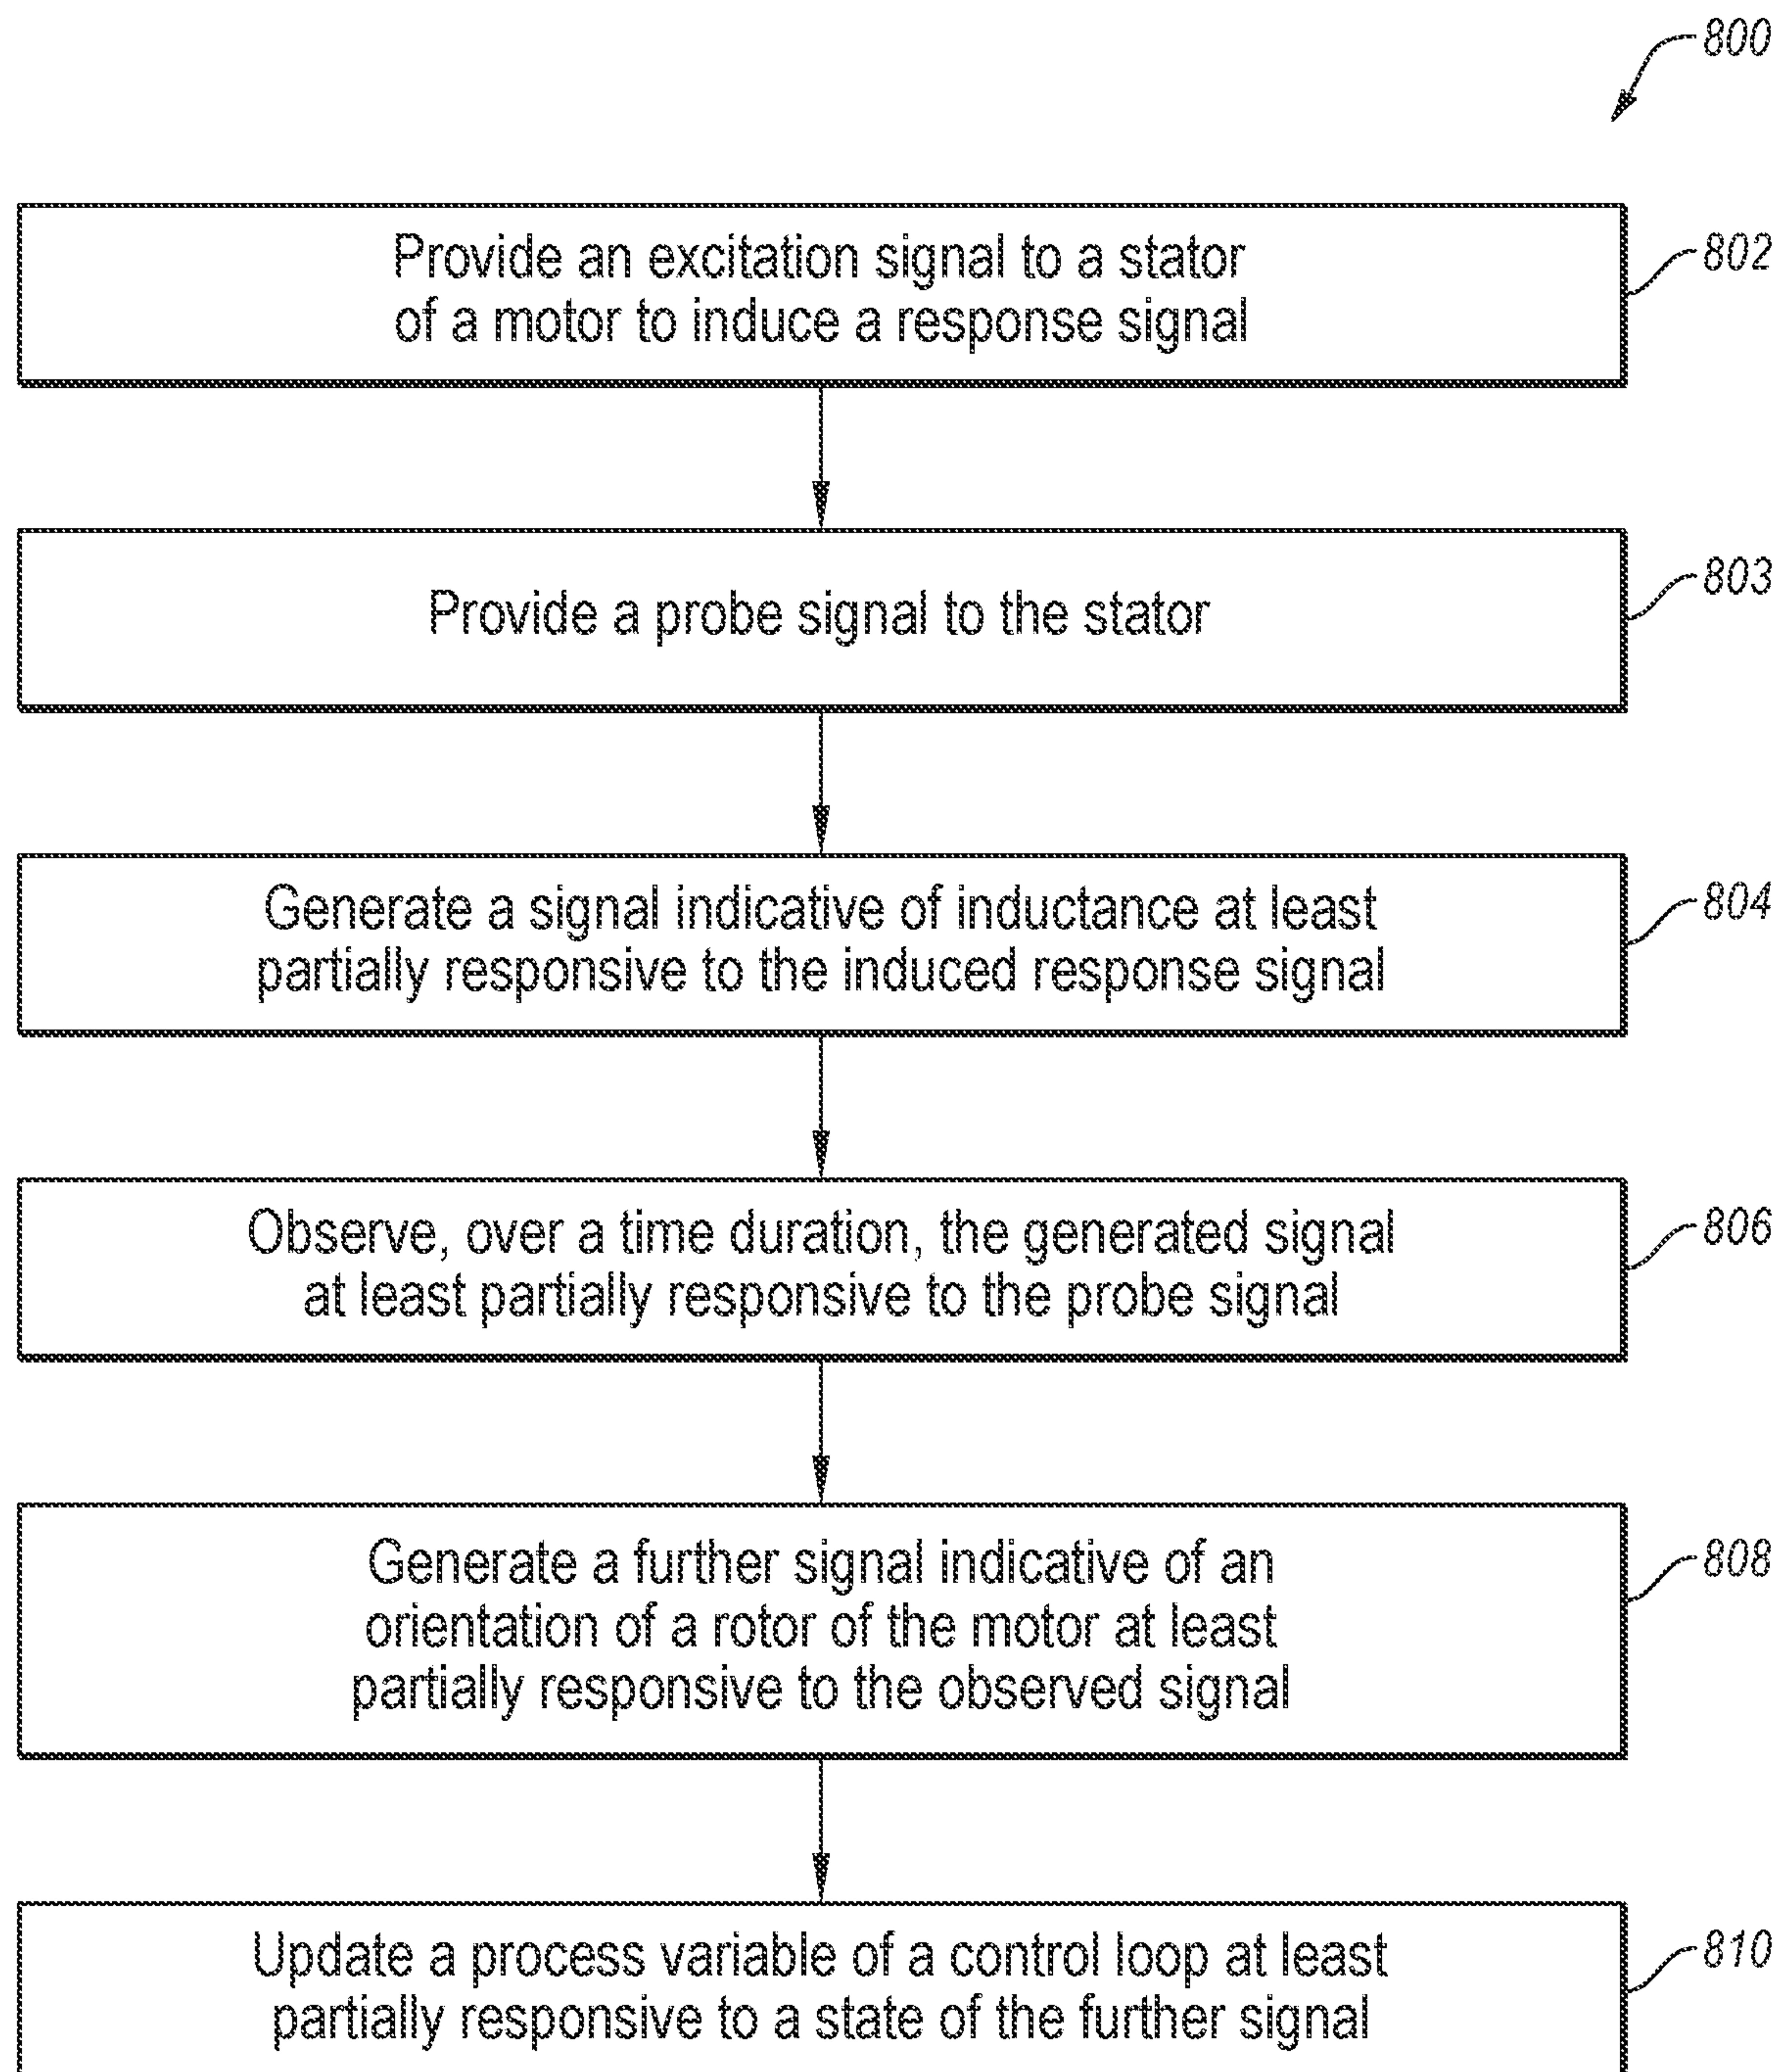 800
Provide an excitation signal to a stator
of a motor to induce a response signal
802
Provide a probe signal to the stator
803
Generate a signal indicative of inductance at least
partially responsive to the induced response signal
804
Observe, over a time duration, the generated signal
at least partially responsive to the probe signal
806
Generate a further signal indicative of an
orientation of a rotor of the motor at least
partially responsive to the observed signal
808
Update a process variable of a control loop at least
partially responsive to a state of the further signal
810